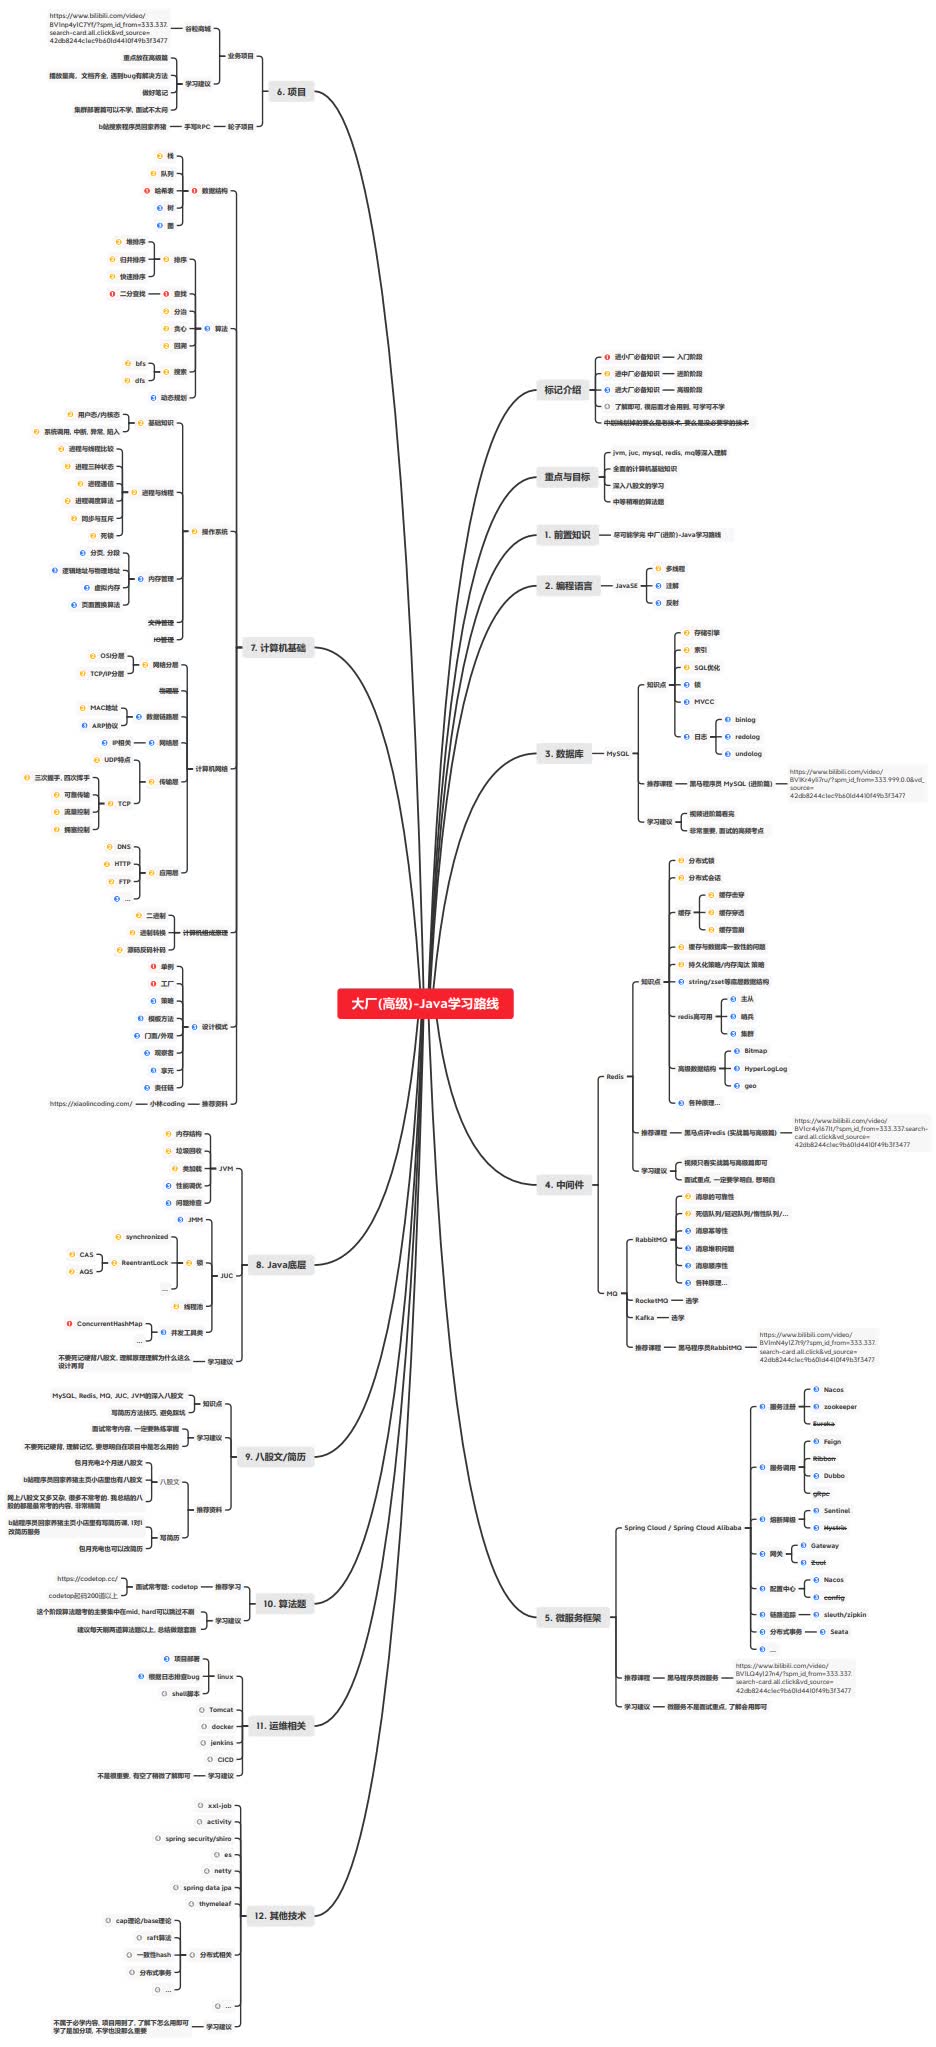 大厂(高级)-Java学习路线
标记介绍
❶ 进小厂必备知识
入门阶段
❷ 进中厂必备知识
进阶阶段
❸ 进大厂必备知识
高级阶段
了解即可, 很后面才会用到, 可学可不学
中划线划掉的要么是老技术, 要么是没必要学的技术
重点与目标
jvm, juc, mysql, redis, mq等深入理解
全面的计算机基础知识
深入八股文的学习
中等稍难的算法题
1. 前置知识
尽可能学完 中厂(进阶)-Java学习路线
2. 编程语言
JavaSE
多线程
注解
反射
3. 数据库
MySQL
知识点
存储引擎
索引
SQL优化
锁
MVCC
日志
binlog
redolog
undolog
推荐课程
黑马程序员 MySQL (进阶篇)
https://www.bilibili.com/video/
source=
42db8244c1ec9b601d4410f49b3f3477
学习建议
视频进阶篇看完
非常重要, 面试的高频考点
4. 中间件
Redis
知识点
分布式锁
分布式会话
缓存
缓存击穿
缓存穿透
缓存雪崩
缓存与数据库一致性的问题
持久化策略/内存淘汰 策略
string/zset等底层数据结构
redis高可用
主从
哨兵
集群
高级数据结构
Bitmap
HyperLogLog
geo
各种原理...
推荐课程
黑马点评redis (实战篇与高级篇)
https://www.bilibili.com/video/
card.all.click&vd_source=
42db8244c1ec9b601d4410f49b3f3477
学习建议
视频只看实战篇与高级篇即可
面试重点, 一定要学明白, 想明白
MQ
RabbitMQ
消息的可靠性
死信队列/延迟队列/惰性队列/...
消息幂等性
消息堆积问题
消息顺序性
各种原理...
RocketMQ
选学
Kafka
选学
推荐课程
黑马程序员RabbitMQ
https://www.bilibili.com/video/
search-card.all.click&vd_source=
42db8244c1ec9b601d4410f49b3f3477
5. 微服务框架
Spring Cloud / Spring Cloud Alibaba
服务注册
Nacos
zookeeper
Eureka
服务调用
Feign
Ribbon
Dubbo
gRpc
熔断降级
Sentinel
Hystrix
网关
Gateway
Zuul
配置中心
Nacos
config
链路追踪
sleuth/zipkin
分布式事务
Seata
...
推荐课程
黑马程序员微服务
https://www.bilibili.com/video/
search-card.all.click&vd_source=
42db8244c1ec9b601d4410f49b3f3477
学习建议
微服务不是面试重点, 了解会用即可
6. 项目
业务项目
谷粒商城
https://www.bilibili.com/video/
search-card.all.click&vd_source=
42db8244c1ec9b601d4410f49b3f3477
学习建议
重点放在高级篇
播放量高, 文档齐全, 遇到bug有解决方法
做好笔记
集群部署篇可以不学, 面试不太问
轮子项目
手写RPC
b站搜索程序员回家养猪
7. 计算机基础
数据结构
栈
队列
哈希表
树
图
算法
排序
堆排序
归并排序
快速排序
查找
二分查找
分治
贪心
回溯
搜索
bfs
dfs
动态规划
操作系统
基础知识
用户态/内核态
系统调用, 中断, 异常, 陷入
进程与线程
进程与线程比较
进程三种状态
进程通信
进程调度算法
同步与互斥
死锁
内存管理
分页, 分段
逻辑地址与物理地址
虚拟内存
页面置换算法
文件管理
IO管理
计算机网络
网络分层
OSI分层
TCP/IP分层
物理层
数据链路层
MAC地址
ARP协议
网络层
IP相关
传输层
UDP特点
TCP
三次握手, 四次挥手
可靠传输
流量控制
拥塞控制
应用层
DNS
HTTP
FTP
...
计算机组成原理
二进制
进制转换
源码反码补码
设计模式
单例
工厂
策略
模板方法
门面/外观
观察者
享元
责任链
推荐资料
小林coding
https://xiaolincoding.com/
8. Java底层
JVM
内存结构
垃圾回收
类加载
性能调优
问题排查
JUC
JMM
锁
synchronized
ReentrantLock
CAS
AQS
...
线程池
并发工具类
ConcurrentHashMap
...
学习建议
不要死记硬背八股文, 理解原理理解为什么这么
设计再背
9. 八股文/简历
知识点
MySQL, Redis, MQ, JUC, JVM的深入八股文
写简历方法技巧, 避免踩坑
学习建议
面试常考内容, 一定要熟练掌握
不要死记硬背, 理解记忆, 要想明白在项目中是怎么用的
推荐资料
八股文
包月充电2个月送八股文
b站程序员回家养猪主页小店里也有八股文
网上八股文又多又杂, 很多不常考的. 我总结的八
股的都是最常考的内容, 非常精简
写简历
b站程序员回家养猪主页小店里有写简历课, 1对1
改简历服务
包月充电也可以改简历
10. 算法题
推荐学习
面试常考题: codetop
https://codetop.cc/
codetop起码200道以上
学习建议
这个阶段算法题考的主要集中在mid, hard可以跳过不刷
建议每天刷两道算法题以上, 总结做题套路
11. 运维相关
linux
项目部署
根据日志排查bug
shell脚本
Tomcat
docker
jenkins
CICD
学习建议
不是很重要, 有空了稍微了解即可
12. 其他技术
xxl-job
activity
spring security/shiro
es
netty
spring data jpa
thymeleaf
分布式相关
cap理论/base理论
raft算法
一致性hash
分布式事务
...
...
学习建议
不属于必学内容, 项目用到了, 了解下怎么用即可
学了是加分项, 不学也没那么重要